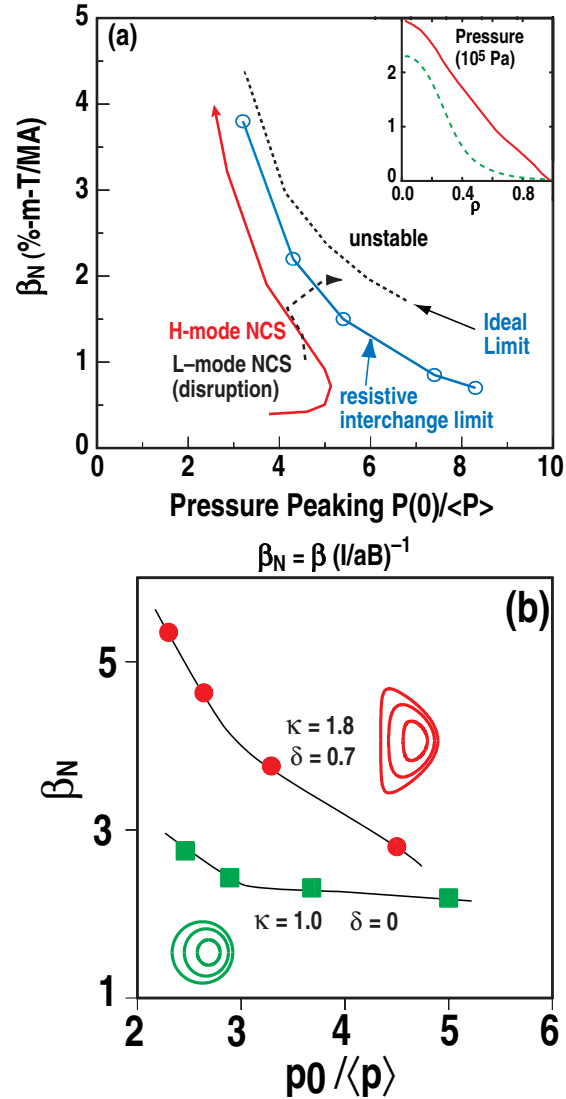 (a)
Pressure
(10⁵ Pa)
3
2
1
0
0.0 0.4 0.8
ρ
5
4
3
2
1
0
βN (%-m-T/MA)
unstable
Ideal
Limit
H-mode NCS
L–mode NCS
(disruption)
resistive
interchange limit
0 2 4 6 8 10
Pressure Peaking P(0)/<P>
βN = β (I/aB)⁻¹
(b)
5
3
1
βN
κ = 1.8
δ = 0.7
κ = 1.0 δ = 0
2 3 4 5 6
p0/⟨p⟩